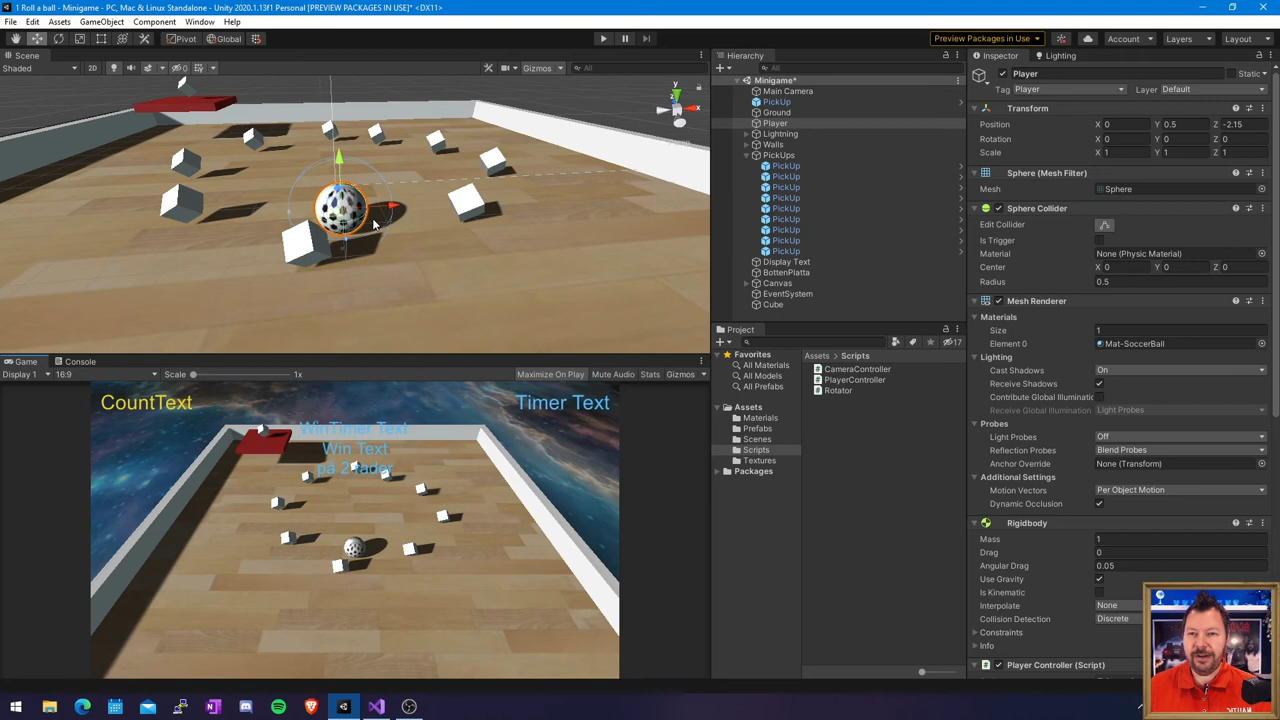 1 Roll a ball - Minigame - PC, Mac & Linux Standalone - Unity 2020.1.13f1 Personal [PREVIEW PACKAGES IN USE]* <DX11>
File Edit Assets GameObject Component Window Help
Pivot Global Preview Packages in Use Account Layers Layout
Scene
Shaded 2D 0 Gizmos All
y
x
z
Hierarchy
All
Minigame*
Main Camera
PickUp
Ground
Player
Lightning
Walls
PickUps
PickUp
PickUp
PickUp
PickUp
PickUp
PickUp
PickUp
PickUp
PickUp
Display Text
BottenPlatta
Canvas
EventSystem
Cube
Game Console
Display 1 16:9 Scale 1x Maximize On Play Mute Audio Stats Gizmos
CountText
Timer Text
WinTimer Text
Win Text
Project
17
Favorites
All Materials
All Models
All Prefabs
Assets
Materials
Prefabs
Scenes
Scripts
Textures
Packages
Assets Scripts
CameraController
PlayerController
Rotator
Inspector Lighting
Player Static
Tag Player Layer Default
Transform
Position X 0 Y 0.5 Z -2.15
Rotation X 0 Y 0 Z 0
Scale X 1 Y 1 Z 1
Sphere (Mesh Filter)
Mesh Sphere
Sphere Collider
Edit Collider
Is Trigger
Material None (Physic Material)
Center X 0 Y 0 Z 0
Radius 0.5
Mesh Renderer
Materials
Size 1
Element 0 Mat-SoccerBall
Lighting
Cast Shadows On
Receive Shadows
Contribute Global Illuminatic
Receive Global Illumination Light Probes
Probes
Light Probes Off
Reflection Probes Blend Probes
Anchor Override None (Transform)
Additional Settings
Motion Vectors Per Object Motion
Dynamic Occlusion
Rigidbody
Mass 1
Drag 0
Angular Drag 0.05
Use Gravity
Is Kinematic
Interpolate None
Collision Detection Discrete
Constraints
Info
Player Controller (Script)